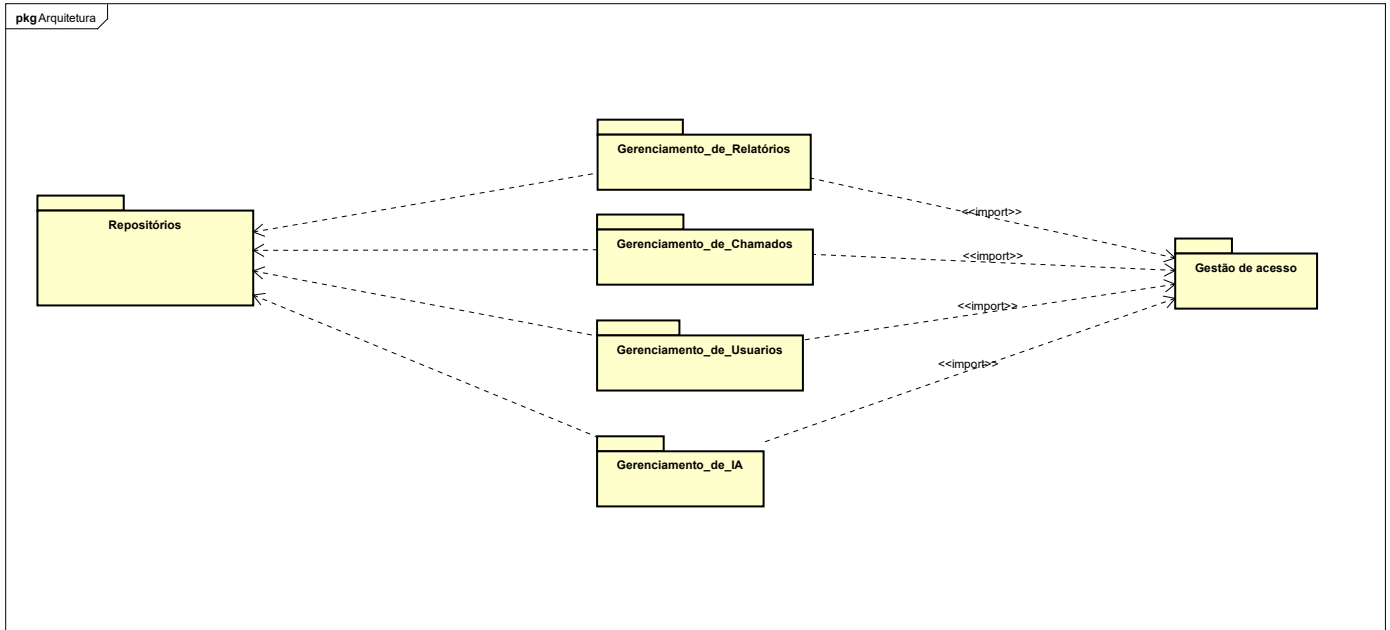 pkg Arquitetura
Gerenciamento_de_Relatórios
<<import>>
Repositórios
Gerenciamento_de_Chamados
<<import>>
Gestão de acesso
<<import>>
Gerenciamento_de_Usuarios
<<import>>
Gerenciamento_de_IA